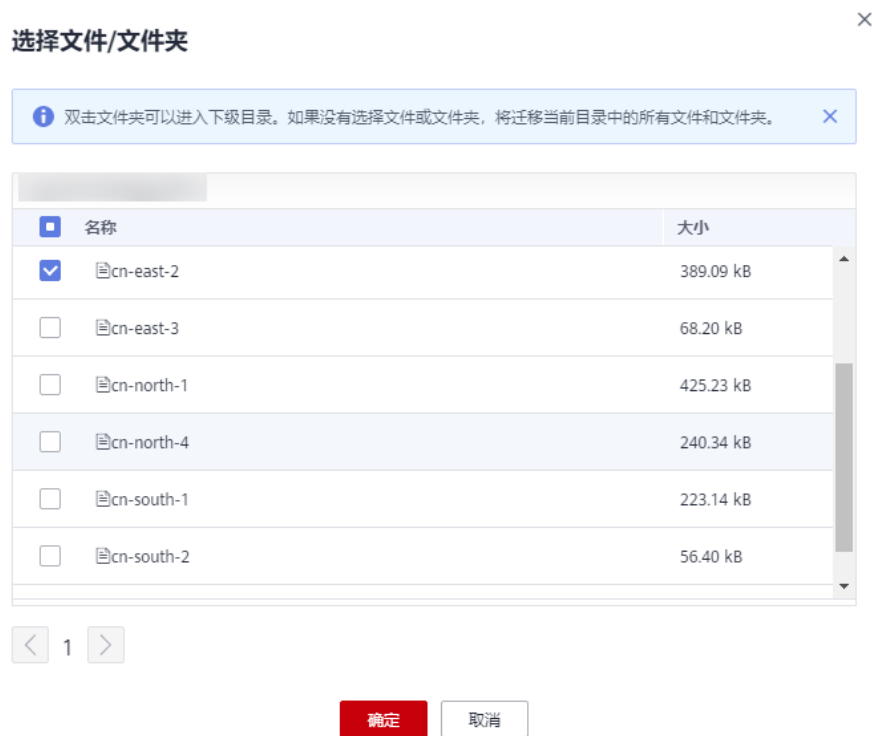 选择文件/文件夹
双击文件夹可以进入下级目录。如果没有选择文件或文件夹，将迁移当前目录中的所有文件和文件夹。
名称 大小
cn-east-2 389.09 kB
cn-east-3 68.20 kB
cn-north-1 425.23 kB
cn-north-4 240.34 kB
cn-south-1 223.14 kB
cn-south-2 56.40 kB
1
确定 取消